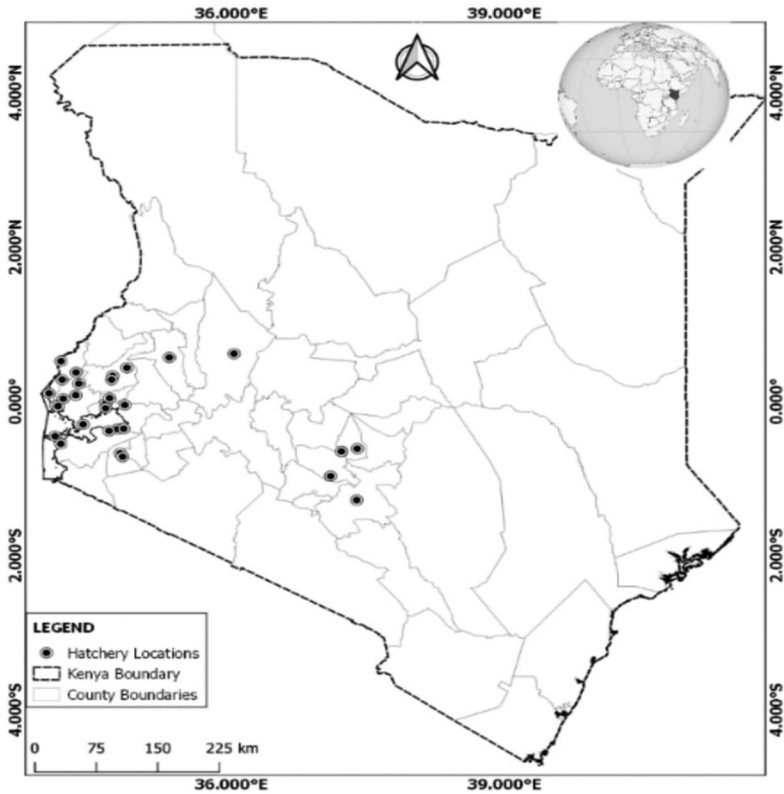 36.000°E 39.000°E
4.000°N 4.000°N
2.000°N 2.000°N
0.000° 0.000°
2.000°S 2.000°S
4.000°S 4.000°S
LEGEND
Hatchery Locations
Kenya Boundary
County Boundaries
0 75 150 225 km
36.000°E 39.000°E